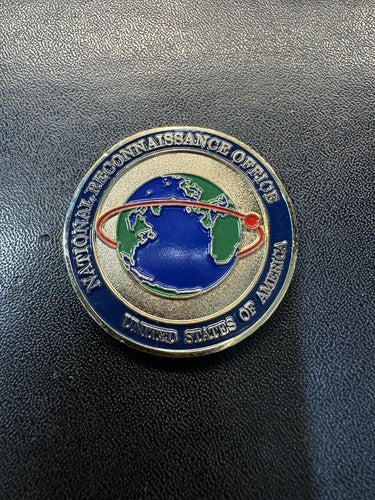 NATIONAL RECONNAISSANCE OFFICE
UNITED STATES OF AMERICA